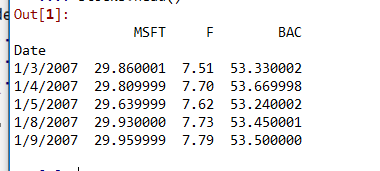 Out[1]:
MSFT F BAC
Date
1/3/2007 29.860001 7.51 53.330002
1/4/2007 29.809999 7.70 53.669998
1/5/2007 29.639999 7.62 53.240002
1/8/2007 29.930000 7.73 53.450001
1/9/2007 29.959999 7.79 53.500000